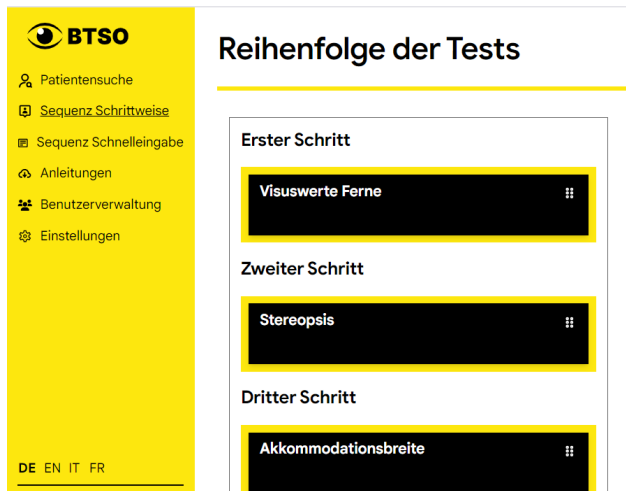 BTSO
Patientensuche
Sequenz Schrittweise
Sequenz Schnelleingabe
Anleitungen
Benutzerverwaltung
Einstellungen
DE EN IT FR
Reihenfolge der Tests
Erster Schritt
Visuswerte Ferne
Zweiter Schritt
Stereopsis
Dritter Schritt
Akkommodationsbreite